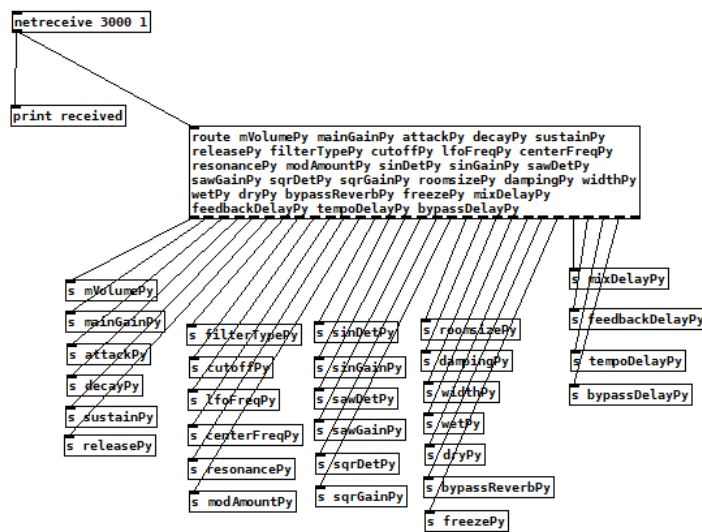 netreceive 3000 1
print received
route mVolumePy mainGainPy attackPy decayPy sustainPy
releasePy filterTypePy cutoffPy lfoFreqPy centerFreqPy
resonancePy modAmountPy sinDetPy sinGainPy sawDetPy
sawGainPy sqrDetPy sqrGainPy roomsizePy dampingPy widthPy
wetPy dryPy bypassReverbPy freezePy mixDelayPy
feedbackDelayPy tempoDelayPy bypassDelayPy
s mVolumePy
s mainGainPy
s attackPy
s decayPy
s sustainPy
s releasePy
s filterTypePy
s cutoffPy
s lfoFreqPy
s centerFreqPy
s resonancePy
s modAmountPy
s sinDetPy
s sinGainPy
s sawDetPy
s sawGainPy
s sqrDetPy
s sqrGainPy
s roomsizePy
s dampingPy
s widthPy
s wetPy
s dryPy
s bypassReverbPy
s freezePy
s mixDelayPy
s feedbackDelayPy
s tempoDelayPy
s bypassDelayPy